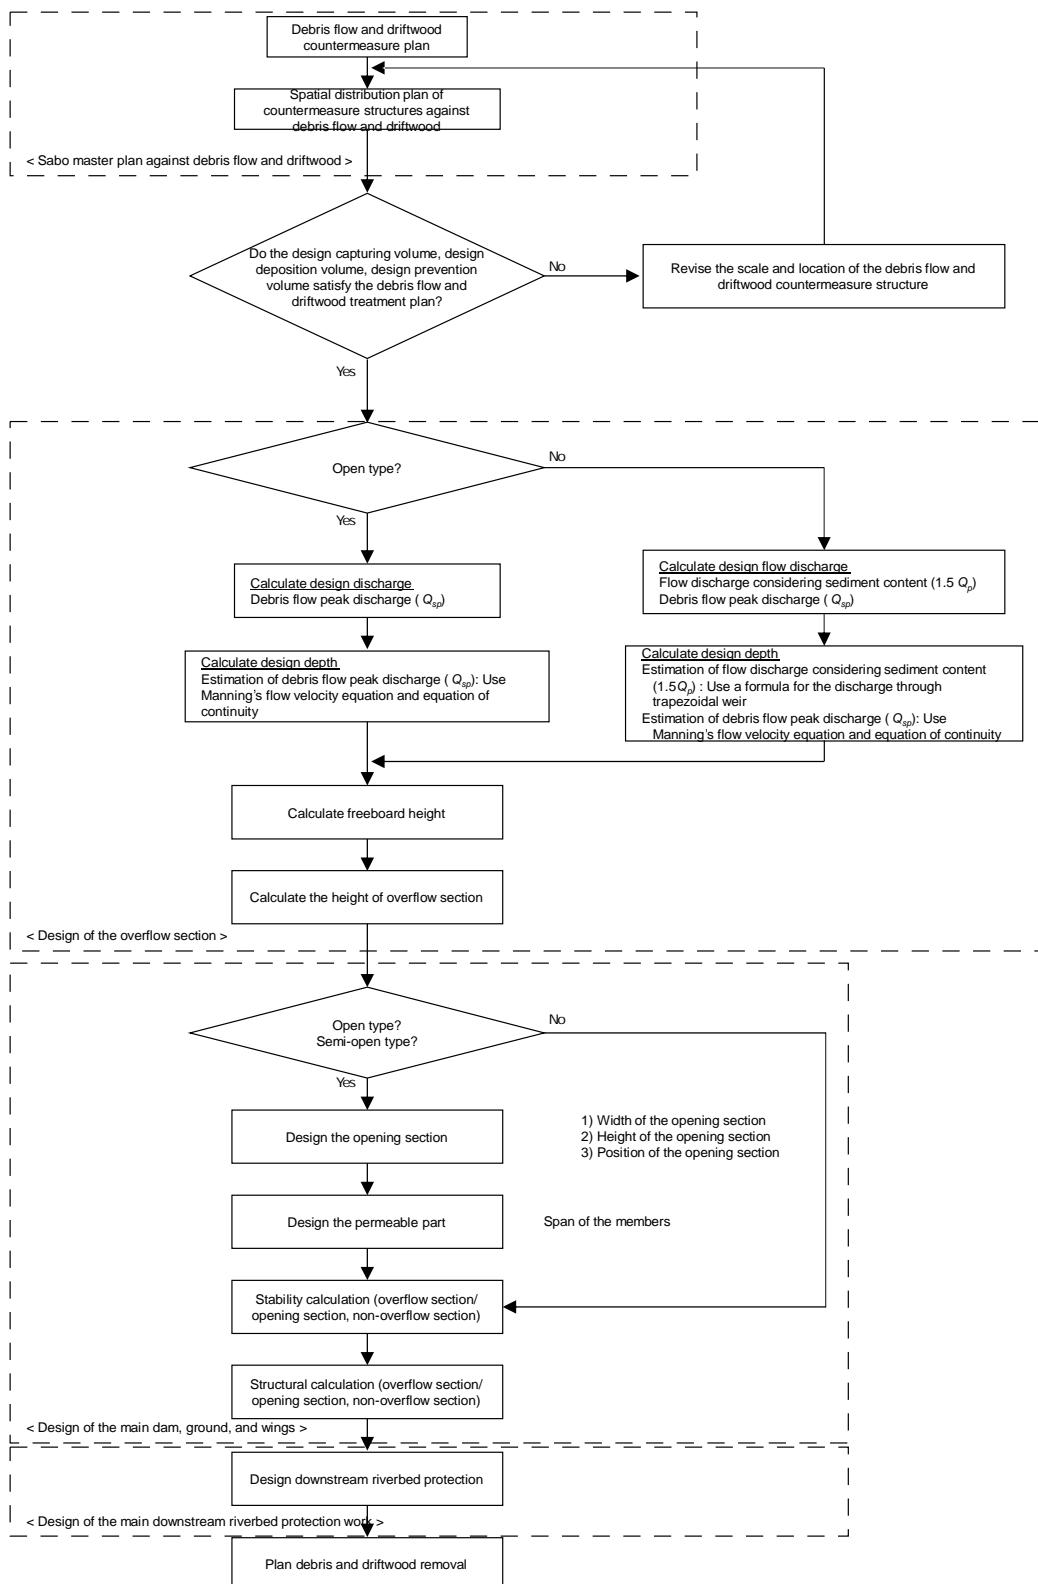 Debris flow and driftwood
countermeasure plan
Spatial distribution plan of
countermeasure structures against
debris flow and driftwood
< Sabo master plan against debris flow and driftwood >
Do the design capturing volume, design
deposition volume, design prevention
volume satisfy the debris flow and
driftwood treatment plan?
No
Revise the scale and location of the debris flow and
driftwood countermeasure structure
Yes
Open type?
No
Yes
Calculate design discharge
Debris flow peak discharge ( Qsp)
Calculate design flow discharge
Flow discharge considering sediment content (1.5 Qp)
Debris flow peak discharge ( Qsp)
Calculate design depth
Estimation of debris flow peak discharge ( Qsp): Use
Manning's flow velocity equation and equation of
continuity
Calculate design depth
Estimation of flow discharge considering sediment content
(1.5Qp) : Use a formula for the discharge through
trapezoidal weir
Estimation of debris flow peak discharge ( Qsp): Use
Manning's flow velocity equation and equation of continuity
Calculate freeboard height
Calculate the height of overflow section
< Design of the overflow section >
Open type?
Semi-open type?
No
Yes
Design the opening section
1) Width of the opening section
2) Height of the opening section
3) Position of the opening section
Design the permeable part
Span of the members
Stability calculation (overflow section/
opening section, non-overflow section)
Structural calculation (overflow section/
opening section, non-overflow section)
< Design of the main dam, ground, and wings >
Design downstream riverbed protection
< Design of the main downstream riverbed protection work >
Plan debris and driftwood removal